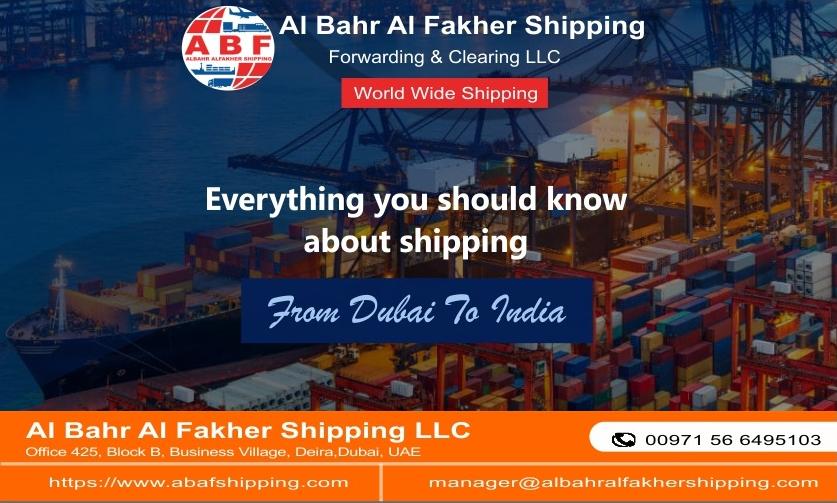 ABF
ALBAHR ALFAKHER SHIPPING
Al Bahr Al Fakher Shipping
Forwarding & Clearing LLC
World Wide Shipping
Everything you should know
about shipping
From Dubai To India
Al Bahr Al Fakher Shipping LLC
Office 425, Block B, Business Village, Deira,Dubai, UAE
00971 56 6495103
https://www.abafshipping.com
manager@albahralfakhershipping.com